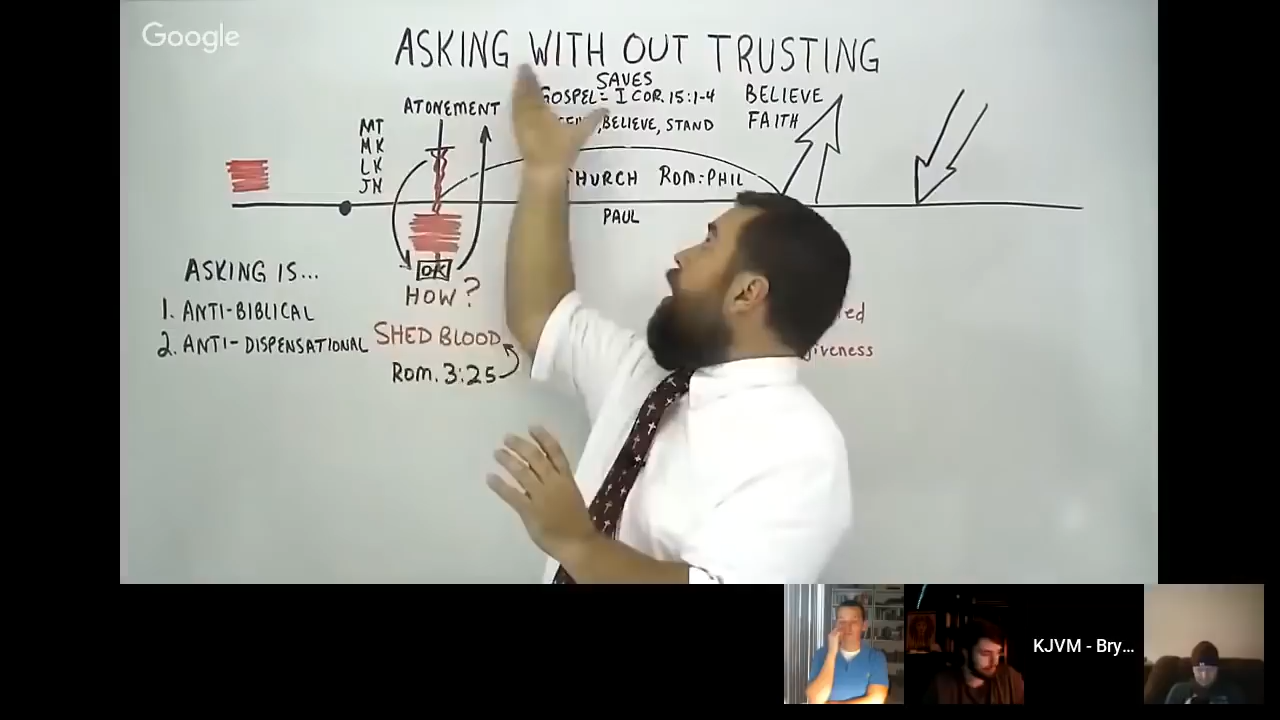 Google
ASKING WITH OUT TRUSTING
SAVES
GOSPEL = I COR. 15:1-4
, BELIEVE, STAND
BELIEVE
FAITH
ATONEMENT
MT
MK
LK
JN
CHURCH ROM:PHIL
PAUL
OK
HOW?
SHED BLOOD
ROM. 3:25
ASKING IS...
1. ANTI-BIBLICAL
2. ANTI-DISPENSATIONAL
KJVM - Bry...